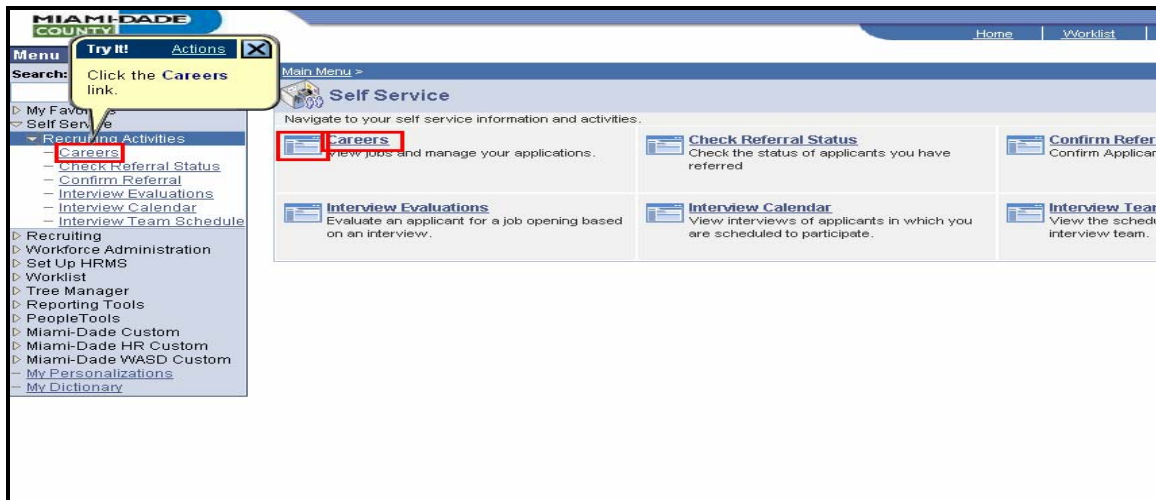 MIAMI-DADE
COUNTY
Home | Worklist |
Menu
Try It! Actions X
Search:
Click the Careers
link.
Main Menu >
Self Service
Navigate to your self service information and activities.
My Favorites
Self Service
Recruiting Activities
Careers
Check Referral Status
Confirm Referral
Interview Evaluations
Interview Calendar
Interview Team Schedule
Recruiting
Workforce Administration
Set Up HRMS
Worklist
Tree Manager
Reporting Tools
PeopleTools
Miami-Dade Custom
Miami-Dade HR Custom
Miami-Dade WASD Custom
My Personalizations
My Dictionary
Careers
View jobs and manage your applications.
Check Referral Status
Check the status of applicants you have
referred
Confirm Refer
Confirm Applicar
Interview Evaluations
Evaluate an applicant for a job opening based
on an interview.
Interview Calendar
View interviews of applicants in which you
are scheduled to participate.
Interview Tear
View the schedu
interview team.